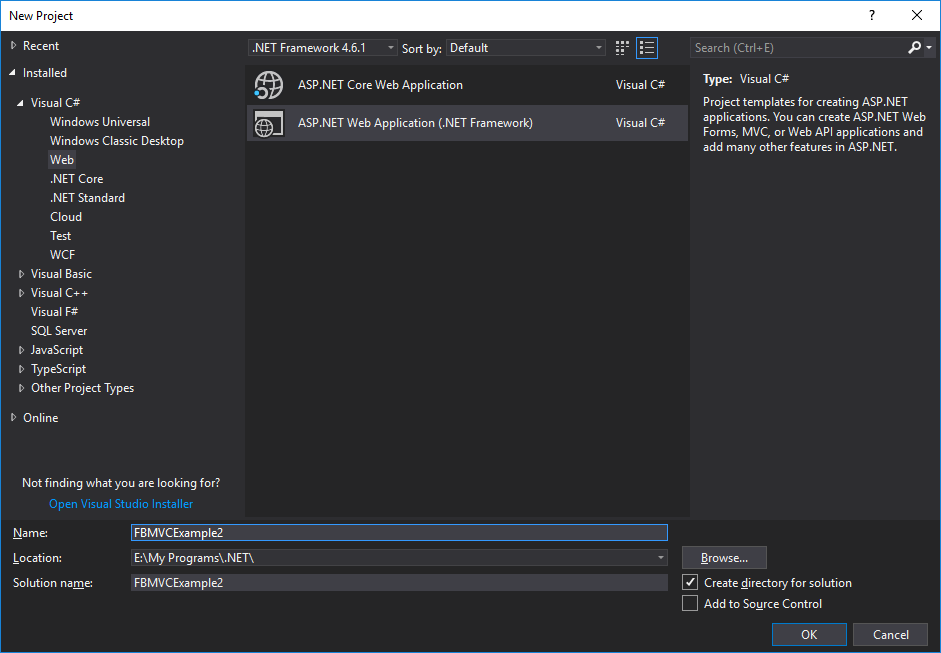 New Project
?
Recent
Installed
Visual C#
Windows Universal
Windows Classic Desktop
Web
.NET Core
.NET Standard
Cloud
Test
WCF
Visual Basic
Visual C++
Visual F#
SQL Server
JavaScript
TypeScript
Other Project Types
Online
Not finding what you are looking for?
Open Visual Studio Installer
.NET Framework 4.6.1 Sort by: Default
ASP.NET Core Web Application Visual C#
ASP.NET Web Application (.NET Framework) Visual C#
Search (Ctrl+E)
Type: Visual C#
Project templates for creating ASP.NET
applications. You can create ASP.NET Web
Forms, MVC, or Web API applications and
add many other features in ASP.NET.
Name: FBMVCExample2
Location: E:\My Programs\.NET\ Browse...
Solution name: FBMVCExample2
Create directory for solution
Add to Source Control
OK Cancel